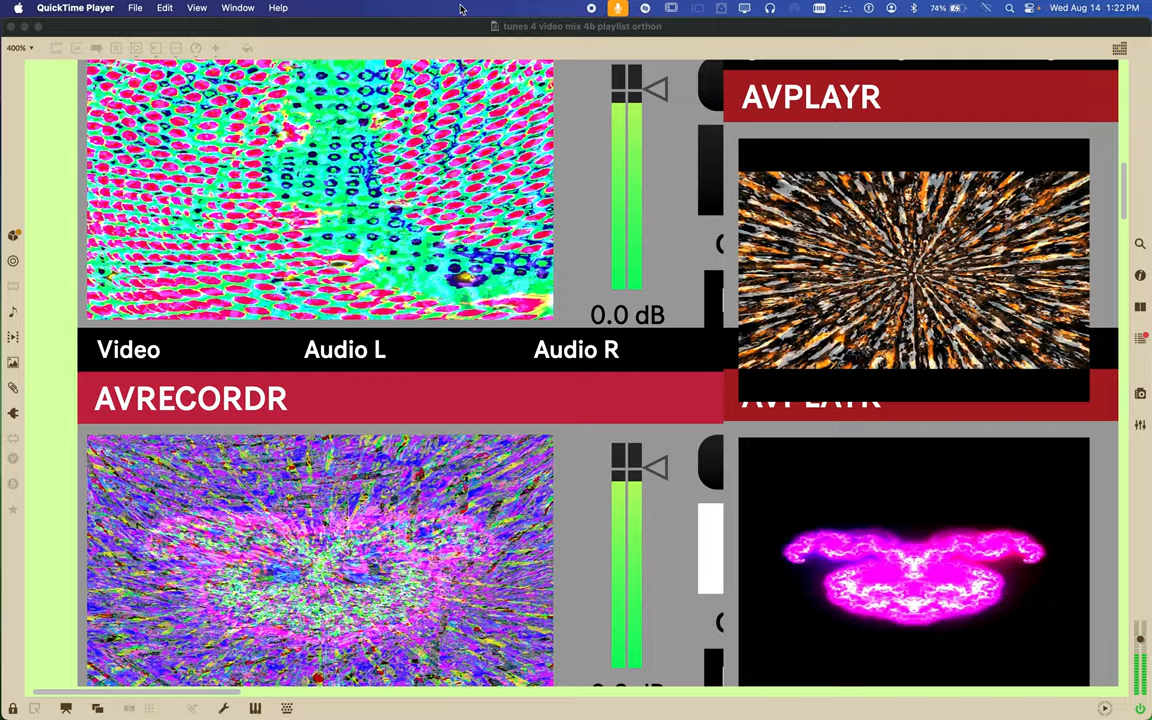 QuickTime Player File Edit View Window Help 74% Wed Aug 14 1:22 PM
tunes 4 video mix 4b playlist orthon
400%
AVPLAYR
0.0 dB
Video Audio L Audio R
AVRECORDR
AVPLAYR